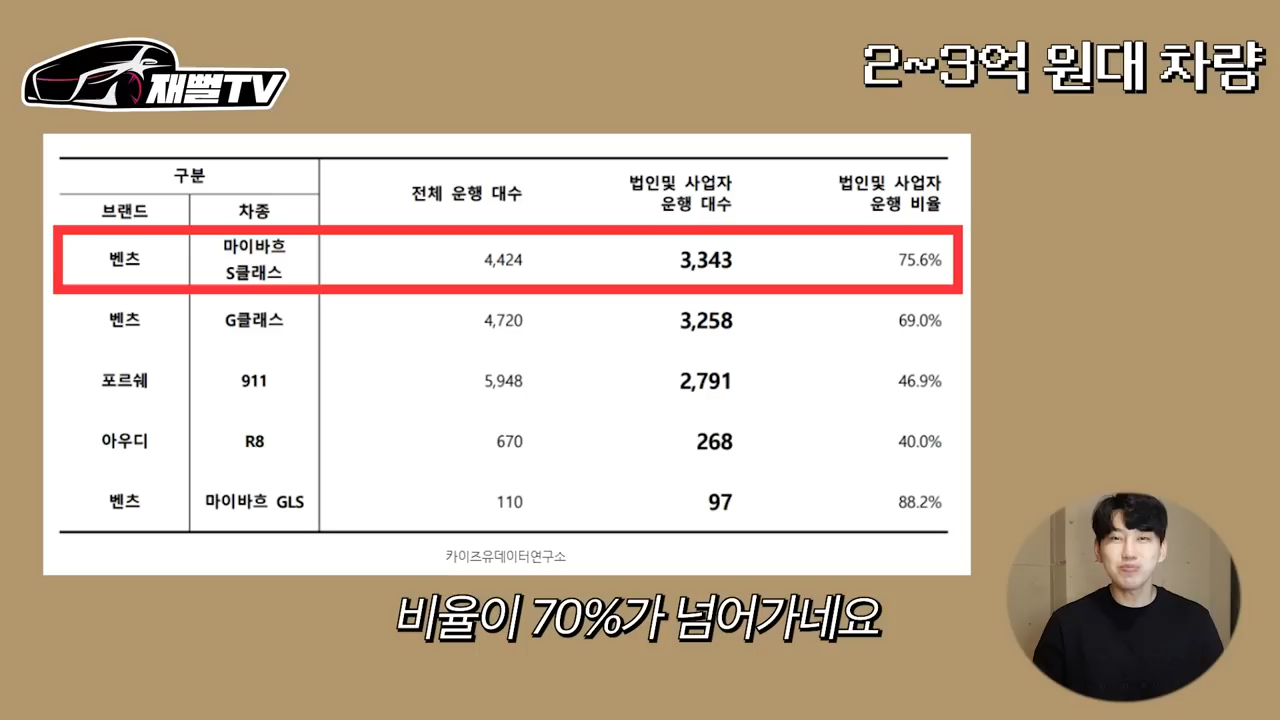 재뻘TV
2~3억 원대 차량
구분
전체 운행 대수
법인및 사업자
운행 대수
법인및 사업자
운행 비율
브랜드 차종
벤츠 마이바흐 S클래스 4,424 3,343 75.6%
벤츠 G클래스 4,720 3,258 69.0%
포르쉐 911 5,948 2,791 46.9%
아우디 R8 670 268 40.0%
벤츠 마이바흐 GLS 110 97 88.2%
카이즈유데이터연구소
비율이 70%가 넘어가네요